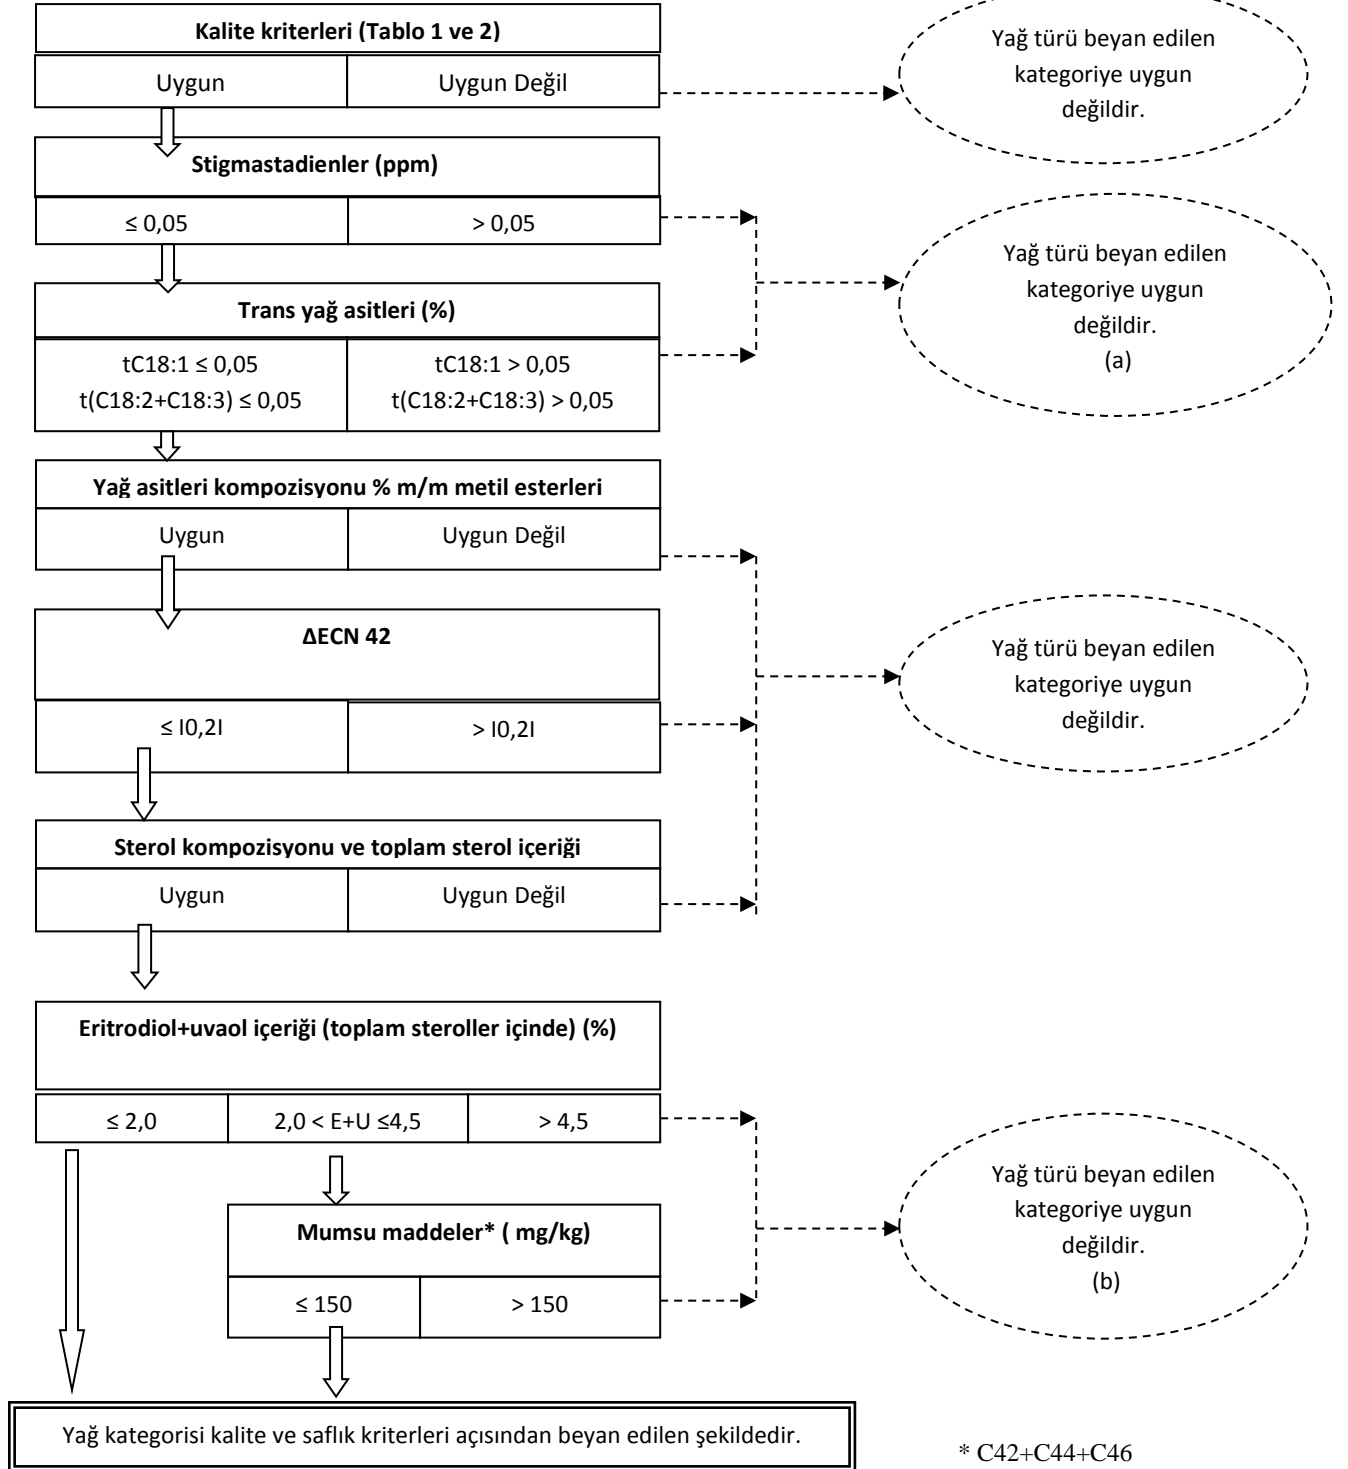 Kalite kriterleri (Tablo 1 ve 2)
Uygun
Uygun Değil
Yağ türü beyan edilen
kategoriye uygun
değildir.
Stigmastadienler (ppm)
≤ 0,05
> 0,05
Trans yağ asitleri (%)
tC18:1 ≤ 0,05
t(C18:2+C18:3) ≤ 0,05
tC18:1 > 0,05
t(C18:2+C18:3) > 0,05
Yağ türü beyan edilen
kategoriye uygun
değildir.
(a)
Yağ asitleri kompozisyonu % m/m metil esterleri
Uygun
Uygun Değil
ΔECN 42
≤ I0,2I
> I0,2I
Yağ türü beyan edilen
kategoriye uygun
değildir.
Sterol kompozisyonu ve toplam sterol içeriği
Uygun
Uygun Değil
Eritrodiol+uvaol içeriği (toplam steroller içinde) (%)
≤ 2,0
2,0 < E+U ≤4,5
> 4,5
Mumsu maddeler* ( mg/kg)
≤ 150
> 150
Yağ türü beyan edilen
kategoriye uygun
değildir.
(b)
Yağ kategorisi kalite ve saflık kriterleri açısından beyan edilen şekildedir.
* C42+C44+C46